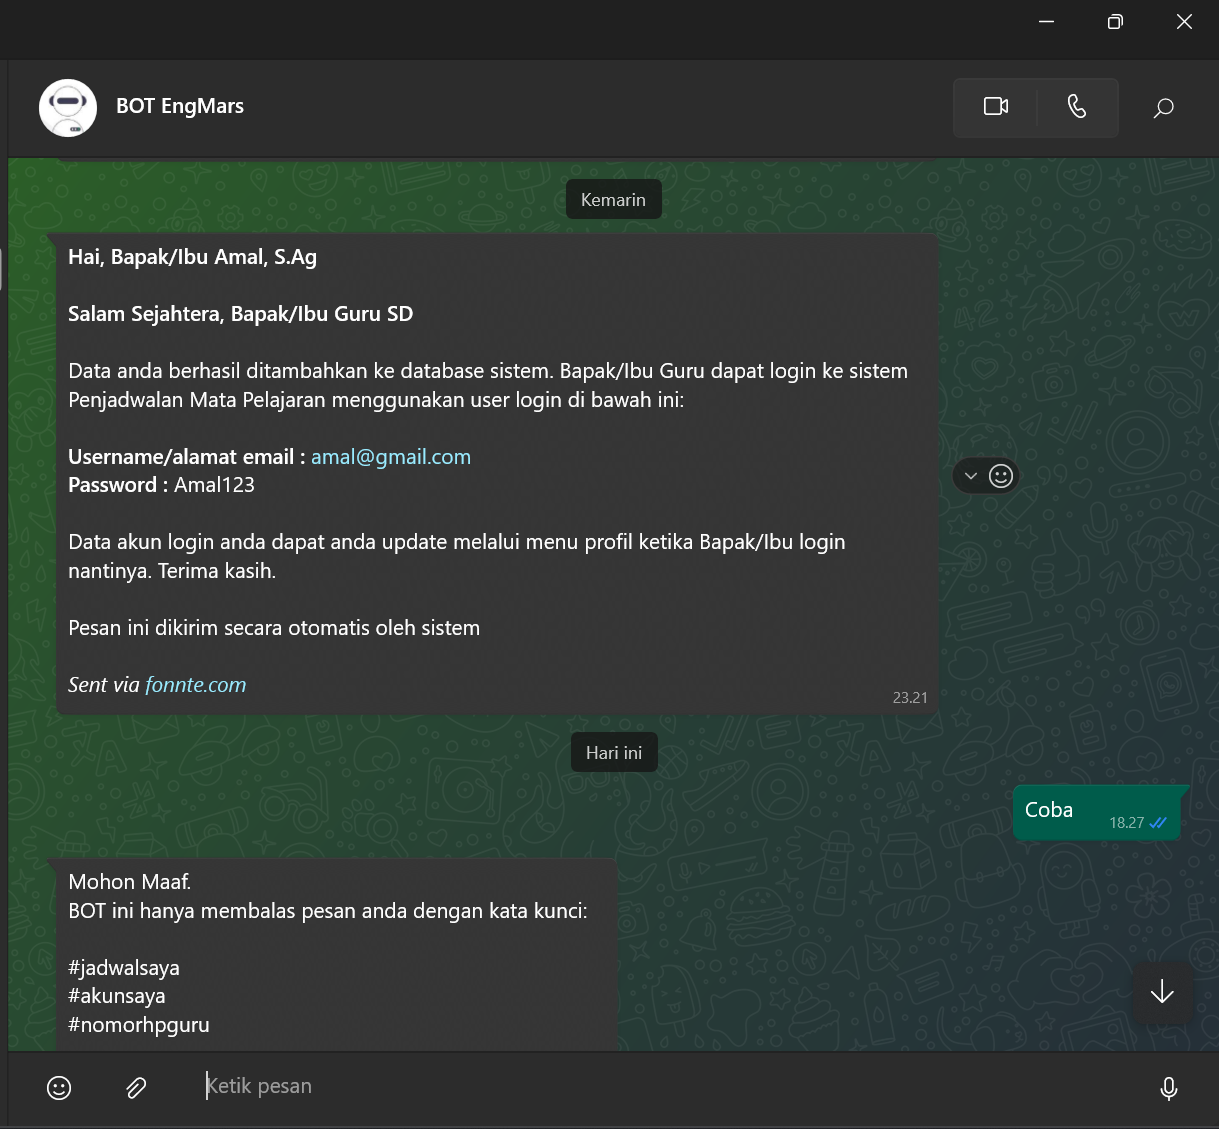 BOT EngMars
Kemarin
Hai, Bapak/Ibu Amal, S.Ag
Salam Sejahtera, Bapak/Ibu Guru SD
Data anda berhasil ditambahkan ke database sistem. Bapak/Ibu Guru dapat login ke sistem
Penjadwalan Mata Pelajaran menggunakan user login di bawah ini:
Username/alamat email : amal@gmail.com
Password : Amal123
Data akun login anda dapat anda update melalui menu profil ketika Bapak/Ibu login
nantinya. Terima kasih.
Pesan ini dikirim secara otomatis oleh sistem
Sent via fonnte.com
23.21
Hari ini
Coba
18.27
Mohon Maaf.
BOT ini hanya membalas pesan anda dengan kata kunci:
#jadwalsaya
#akunsaya
#nomorhpguru
Ketik pesan